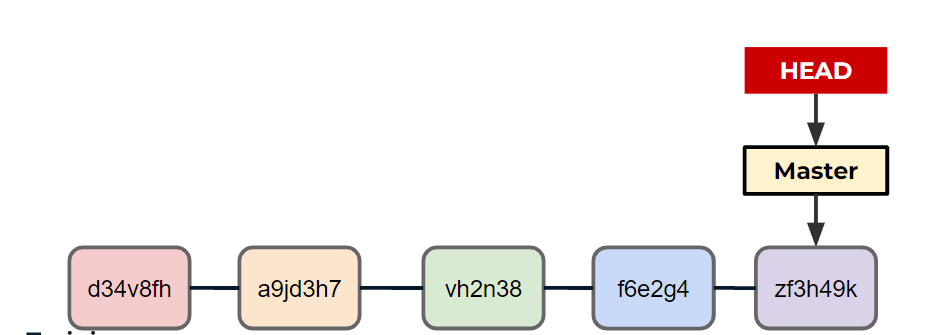 HEAD
Master
d34v8fh
a9jd3h7
vh2n38
f6e2g4
zf3h49k